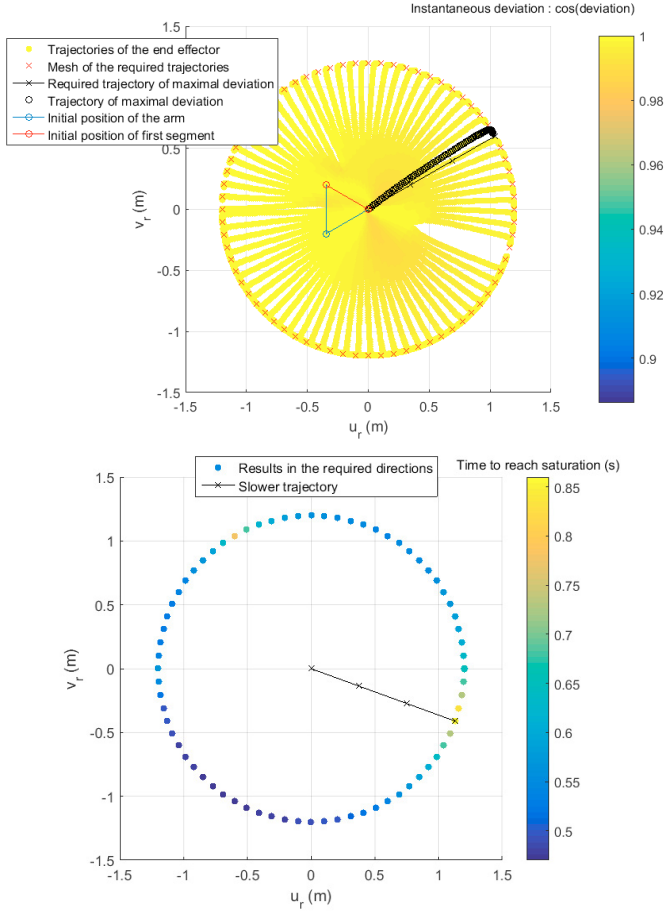 Instantaneous deviation : cos(deviation)
Trajectories of the end effector
Mesh of the required trajectories
Required trajectory of maximal deviation
Trajectory of maximal deviation
Initial position of the arm
Initial position of first segment
0.5
0
-0.5
-1
-1.5
v_r (m)
-1.5 -1 -0.5 0 0.5 1 1.5
u_r (m)
1
0.98
0.96
0.94
0.92
0.9
Results in the required directions
Slower trajectory
Time to reach saturation (s)
1.5
1
0.5
0
-0.5
-1
-1.5
v_r (m)
-1.5 -1 -0.5 0 0.5 1 1.5
u_r (m)
0.85
0.8
0.75
0.7
0.65
0.6
0.55
0.5